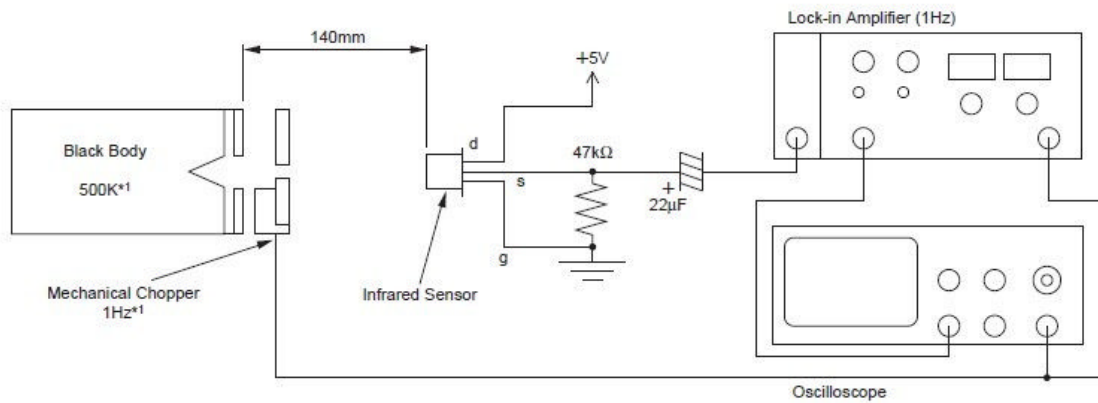 Lock-in Amplifier (1Hz)
140mm
+5V
Black Body
500K*1
d
47kΩ
s
+
22μF
g
Mechanical Chopper
1Hz*1
Infrared Sensor
Oscilloscope